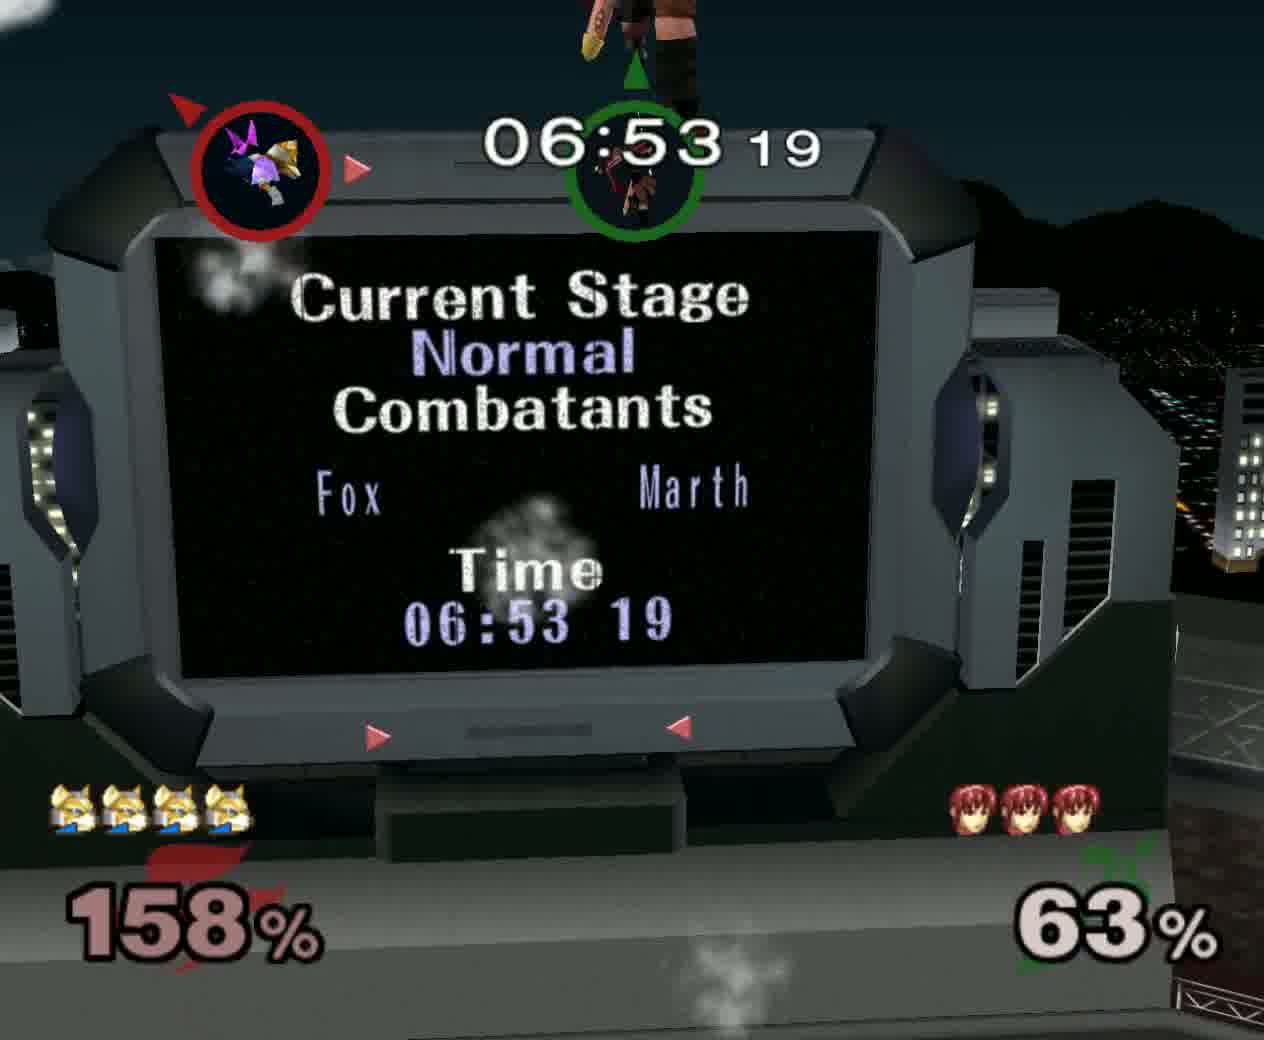 06:53 19
Current Stage
Normal
Combatants
Fox Marth
Time
06:53 19
158%
63%